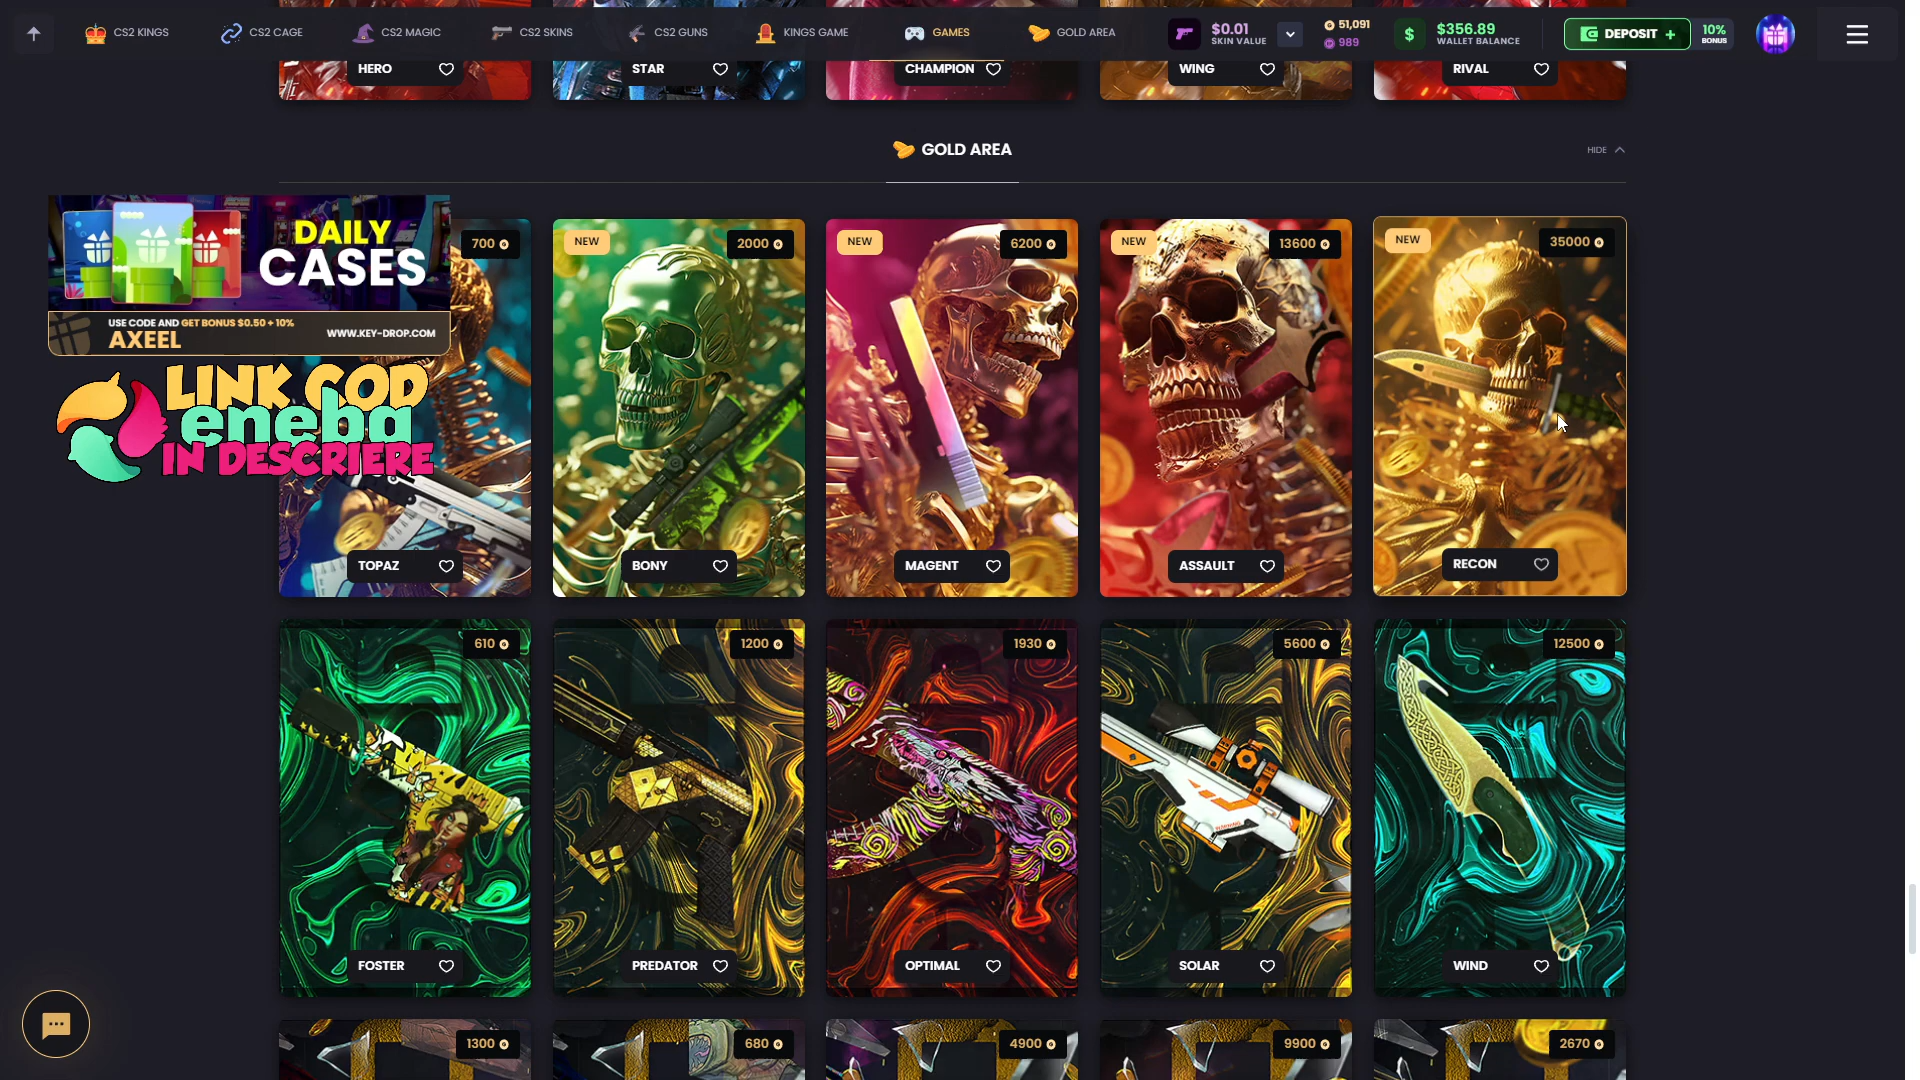 CS2 KINGS
CS2 CAGE
CS2 MAGIC
CS2 SKINS
CS2 GUNS
KINGS GAME
GAMES
GOLD AREA
$0.01
SKIN VALUE
51,091
989
$
$356.89
WALLET BALANCE
DEPOSIT +
10%
BONUS
HERO
STAR
CHAMPION
WING
RIVAL
GOLD AREA
HIDE
DAILY
CASES
USE CODE AND GET BONUS $0.50 + 10%
AXEEL
WWW.KEY-DROP.COM
LINK COD
eneba
IN DESCRIERE
700
NEW
2000
NEW
6200
NEW
13600
NEW
35000
TOPAZ
BONY
MAGENT
ASSAULT
RECON
610
1200
1930
5600
12500
FOSTER
PREDATOR
OPTIMAL
SOLAR
WIND
1300
680
4900
9900
2670